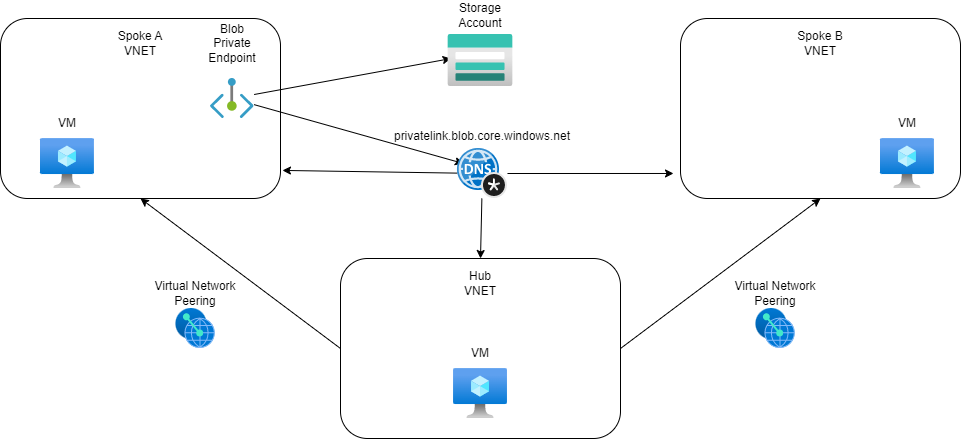 Storage
Account
Spoke A
VNET
Blob
Private
Endpoint
Spoke B
VNET
VM
VM
privatelink.blob.core.windows.net
DNS
Hub
VNET
Virtual Network
Peering
Virtual Network
Peering
VM